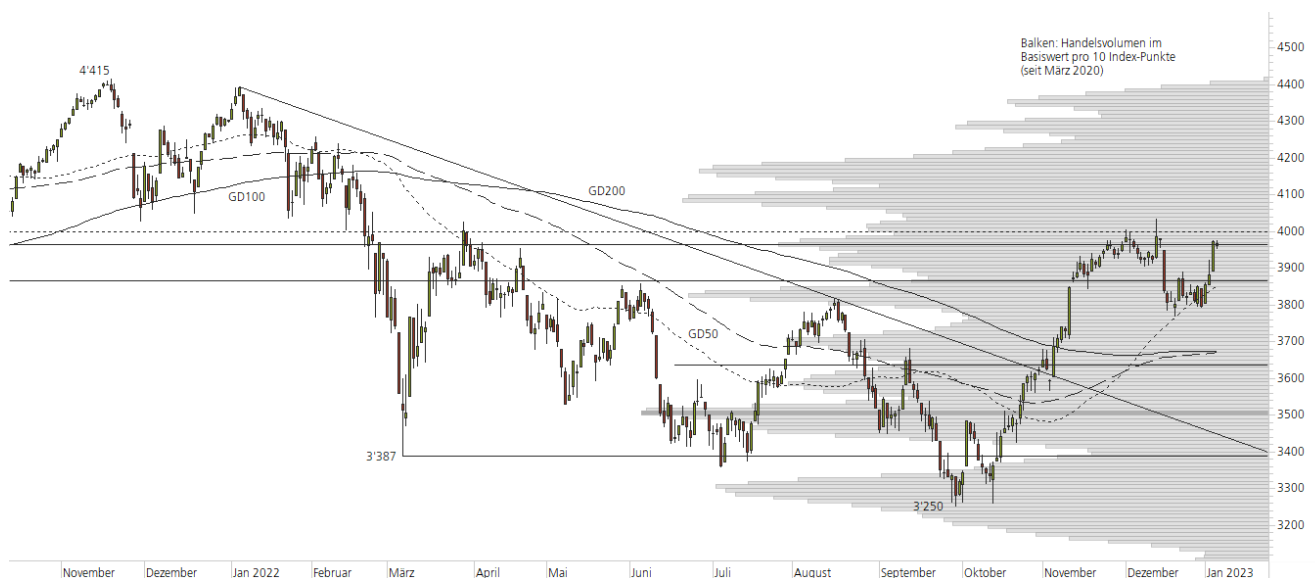 Balken: Handelsvolumen im
Basiswert pro 10 Index-Punkte
(seit März 2020)
4'415
GD100
GD200
GD50
3'387
3'250
4500
4400
4300
4200
4100
4000
3900
3800
3700
3600
3500
3400
3300
3200
November Dezember Jan 2022 Februar März April Mai Juni Juli August September Oktober November Dezember Jan 2023